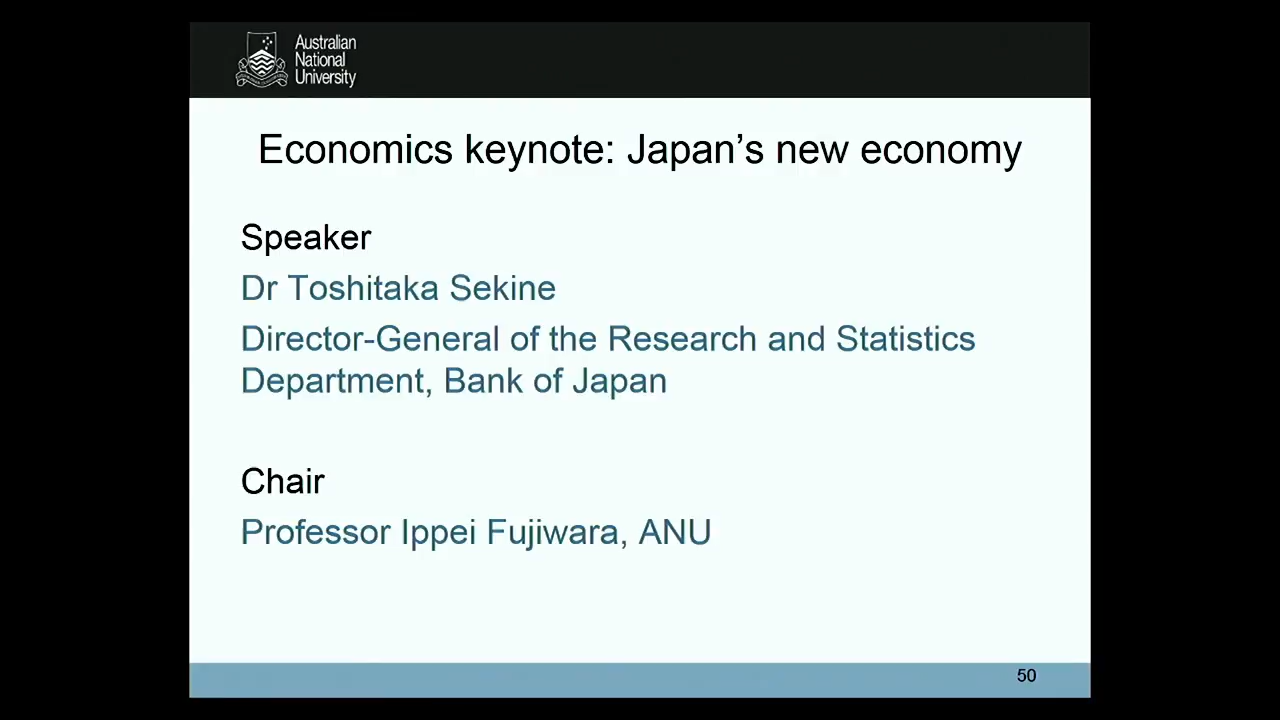 Australian
National
University
Economics keynote: Japan's new economy
Speaker
Dr Toshitaka Sekine
Director-General of the Research and Statistics
Department, Bank of Japan
Chair
Professor Ippei Fujiwara, ANU
50